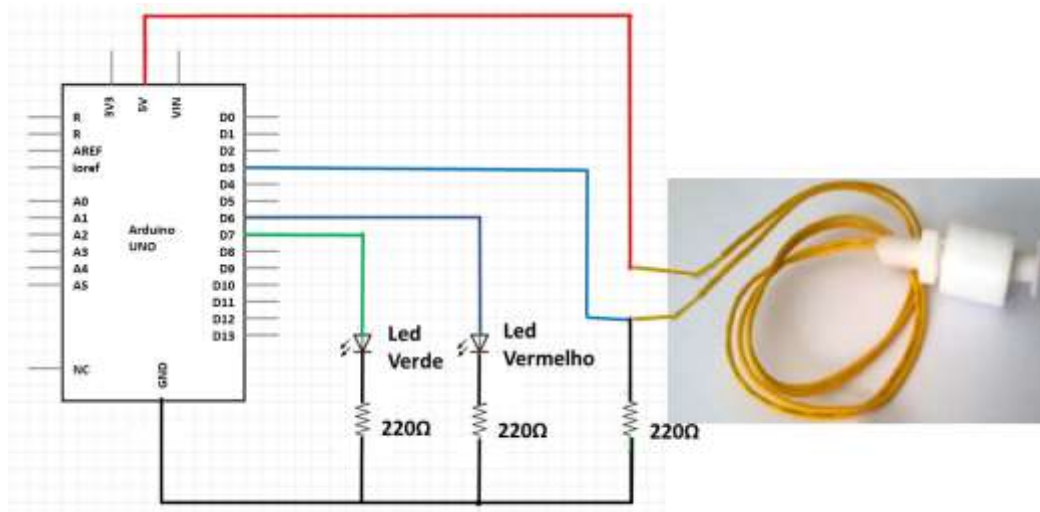 3V3
5V
VIN
R
R
AREF
ioref
A0
A1
A2
A3
A4
A5
NC
Arduino
UNO
D0
D1
D2
D3
D4
D5
D6
D7
D8
D9
D10
D11
D12
D13
GND
Led
Verde
Led
Vermelho
220Ω
220Ω
220Ω